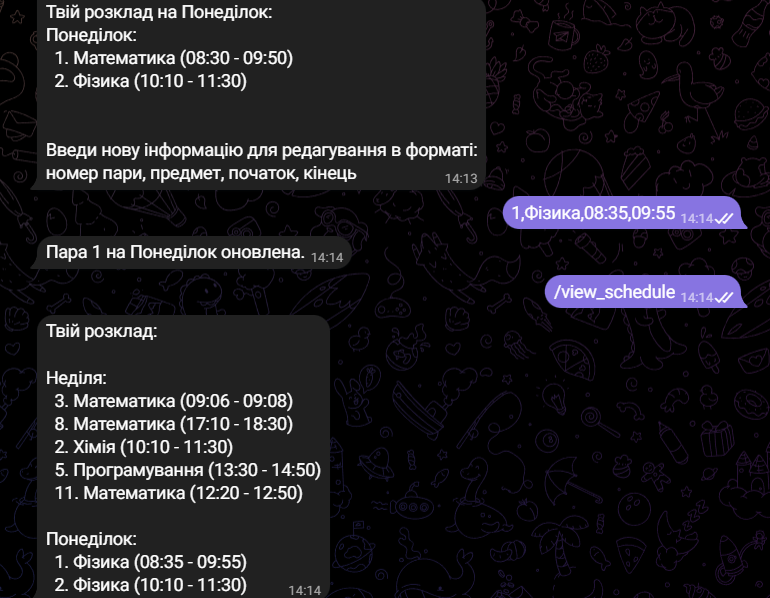 Твій розклад на Понеділок:
Понеділок:
1. Математика (08:30 - 09:50)
2. Фізика (10:10 - 11:30)
Введи нову інформацію для редагування в форматі:
номер пари, предмет, початок, кінець
14:13
1,Фізика,08:35,09:55 14:14
Пара 1 на Понеділок оновлена. 14:14
/view_schedule 14:14
Твій розклад:
Неділя:
3. Математика (09:06 - 09:08)
8. Математика (17:10 - 18:30)
2. Хімія (10:10 - 11:30)
5. Програмування (13:30 - 14:50)
11. Математика (12:20 - 12:50)
Понеділок:
1. Фізика (08:35 - 09:55)
2. Фізика (10:10 - 11:30)
14:14